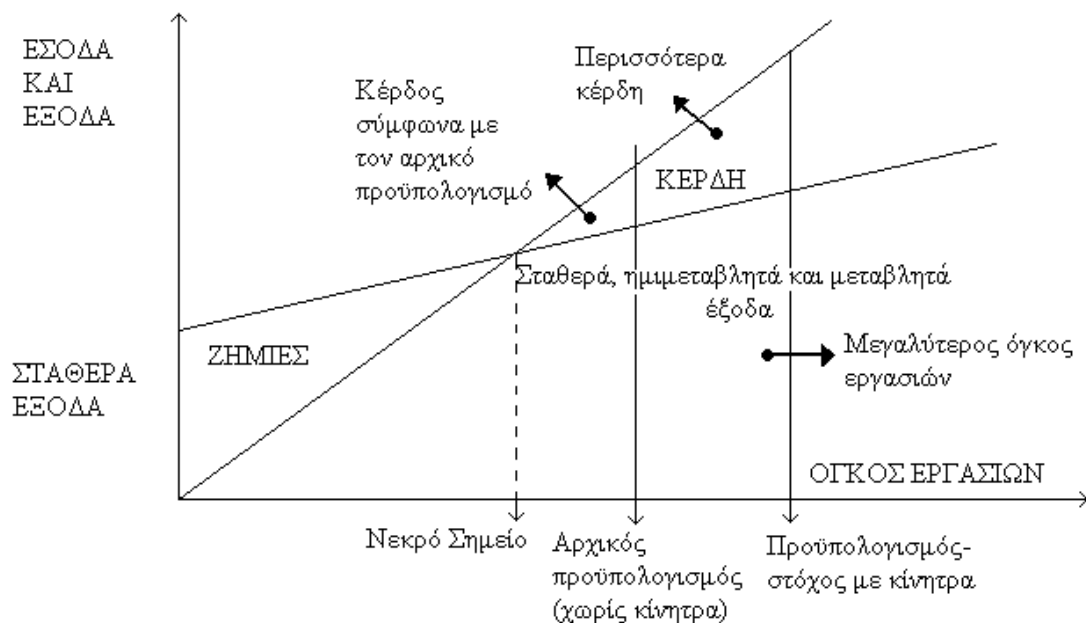 ΕΣΟΔΑ
ΚΑΙ
ΕΞΟΔΑ
Περισσότερα
κέρδη
Κέρδος
σύμφωνα με
τον αρχικό
προϋπολογισμό
ΚΕΡΔΗ
Σταθερά, ημιμεταβλητά και μεταβλητά
έξοδα
ΖΗΜΙΕΣ
Μεγαλύτερος όγκος
εργασιών
ΣΤΑΘΕΡΑ
ΕΞΟΔΑ
ΟΓΚΟΣ ΕΡΓΑΣΙΩΝ
Νεκρό Σημείο
Αρχικός
προϋπολογισμός
(χωρίς κίνητρα)
Προϋπολογισμός-
στόχος με κίνητρα